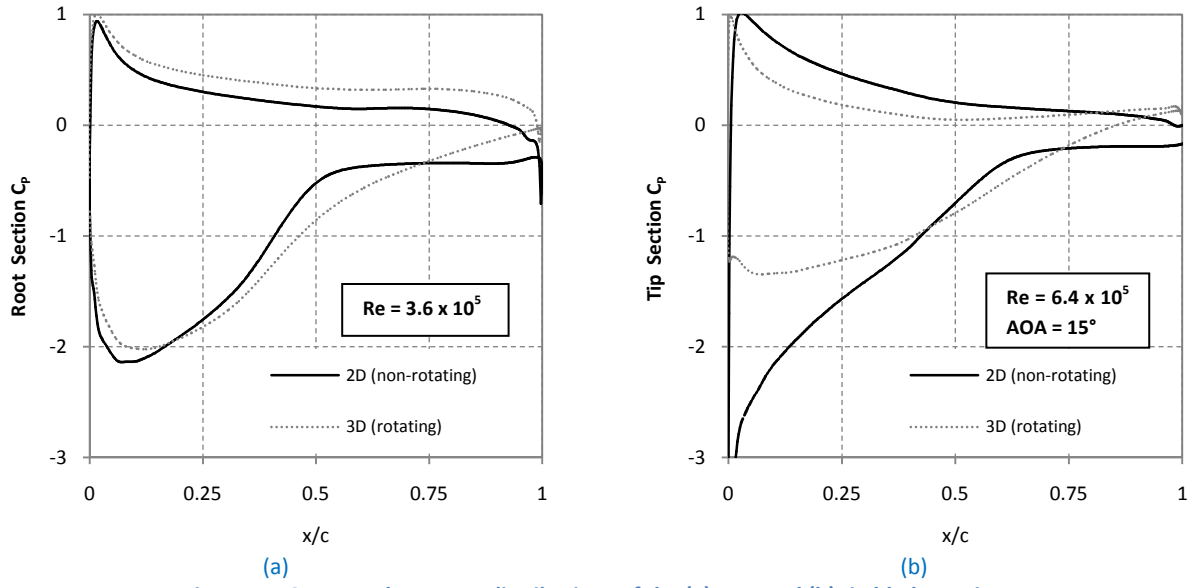 1
0
-1
-2
-3
Root Section C_P
Re = 3.6 x 10^5
2D (non-rotating)
3D (rotating)
0
0.25
0.5
0.75
1
x/c
(a)
1
0
-1
-2
-3
Tip Section C_P
Re = 6.4 x 10^5
AOA = 15°
2D (non-rotating)
3D (rotating)
0
0.25
0.5
0.75
1
x/c
(b)